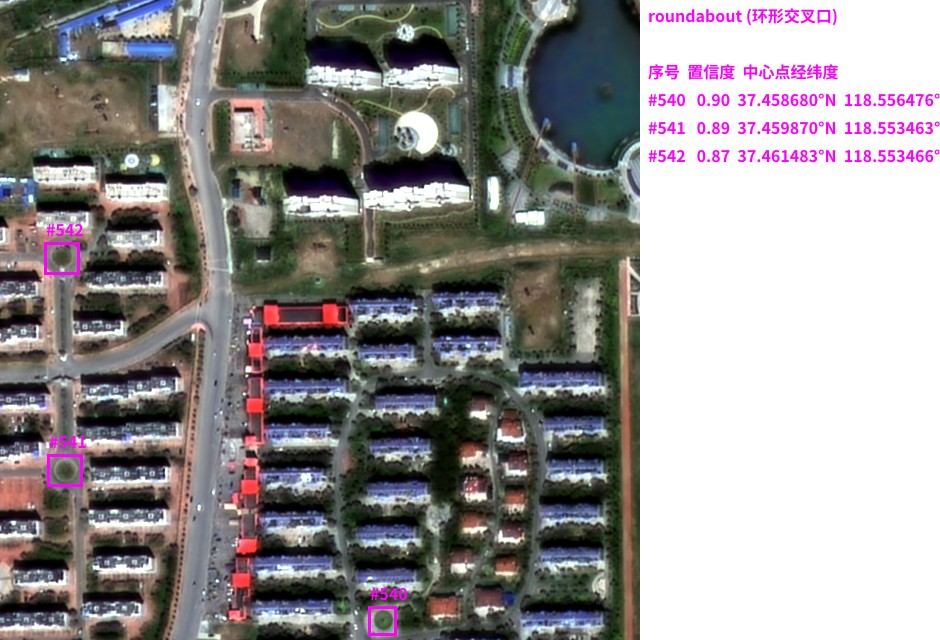 roundabout (环形交叉口)
序号 置信度 中心点经纬度
#540 0.90 37.458680°N 118.556476°
#541 0.89 37.459870°N 118.553463°
#542 0.87 37.461483°N 118.553466°
#542
#541
#540